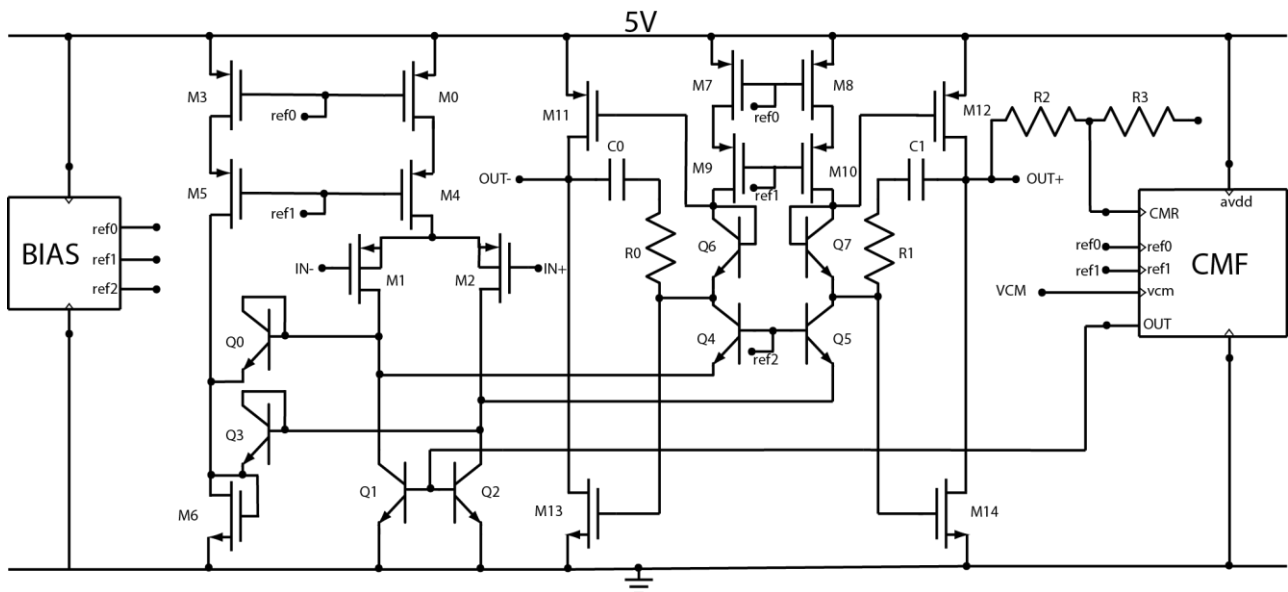 5V
M3
M0
ref0
M7
M8
ref0
M11
M12
R2
R3
M5
M4
ref1
C0
M9
M10
ref1
C1
OUT-
OUT+
avdd
CMR
BIAS
ref0
ref1
ref2
IN-
M1
M2
IN+
R0
Q6
Q7
R1
ref0
ref0
ref1
ref1
CMF
VCM
vcm
OUT
Q0
Q4
Q5
ref2
Q3
Q1
Q2
M6
M13
M14